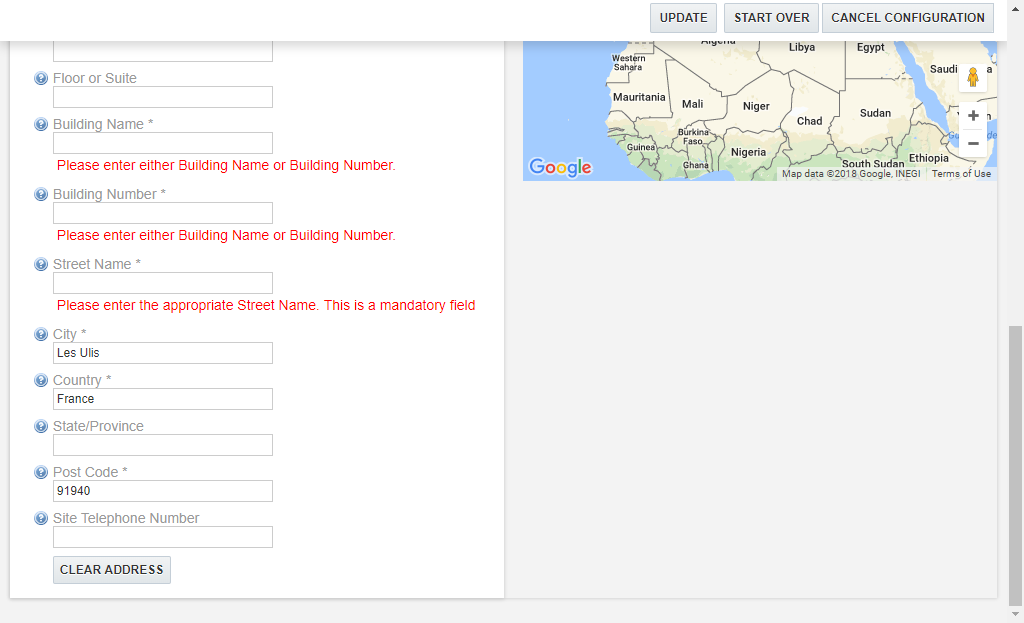 UPDATE START OVER CANCEL CONFIGURATION
Floor or Suite
Building Name *
Please enter either Building Name or Building Number.
Building Number *
Please enter either Building Name or Building Number.
Street Name *
Please enter the appropriate Street Name. This is a mandatory field
City *
Les Ulis
Country *
France
State/Province
Post Code *
91940
Site Telephone Number
CLEAR ADDRESS
Algeria
Libya
Egypt
Western
Sahara
Saudi
Mauritania
Mali
Niger
Chad
Sudan
Burkina
Faso
Guinea
Nigeria
Ghana
South Sudan
Ethiopia
Google
Map data ©2018 Google, INEGI
Terms of Use